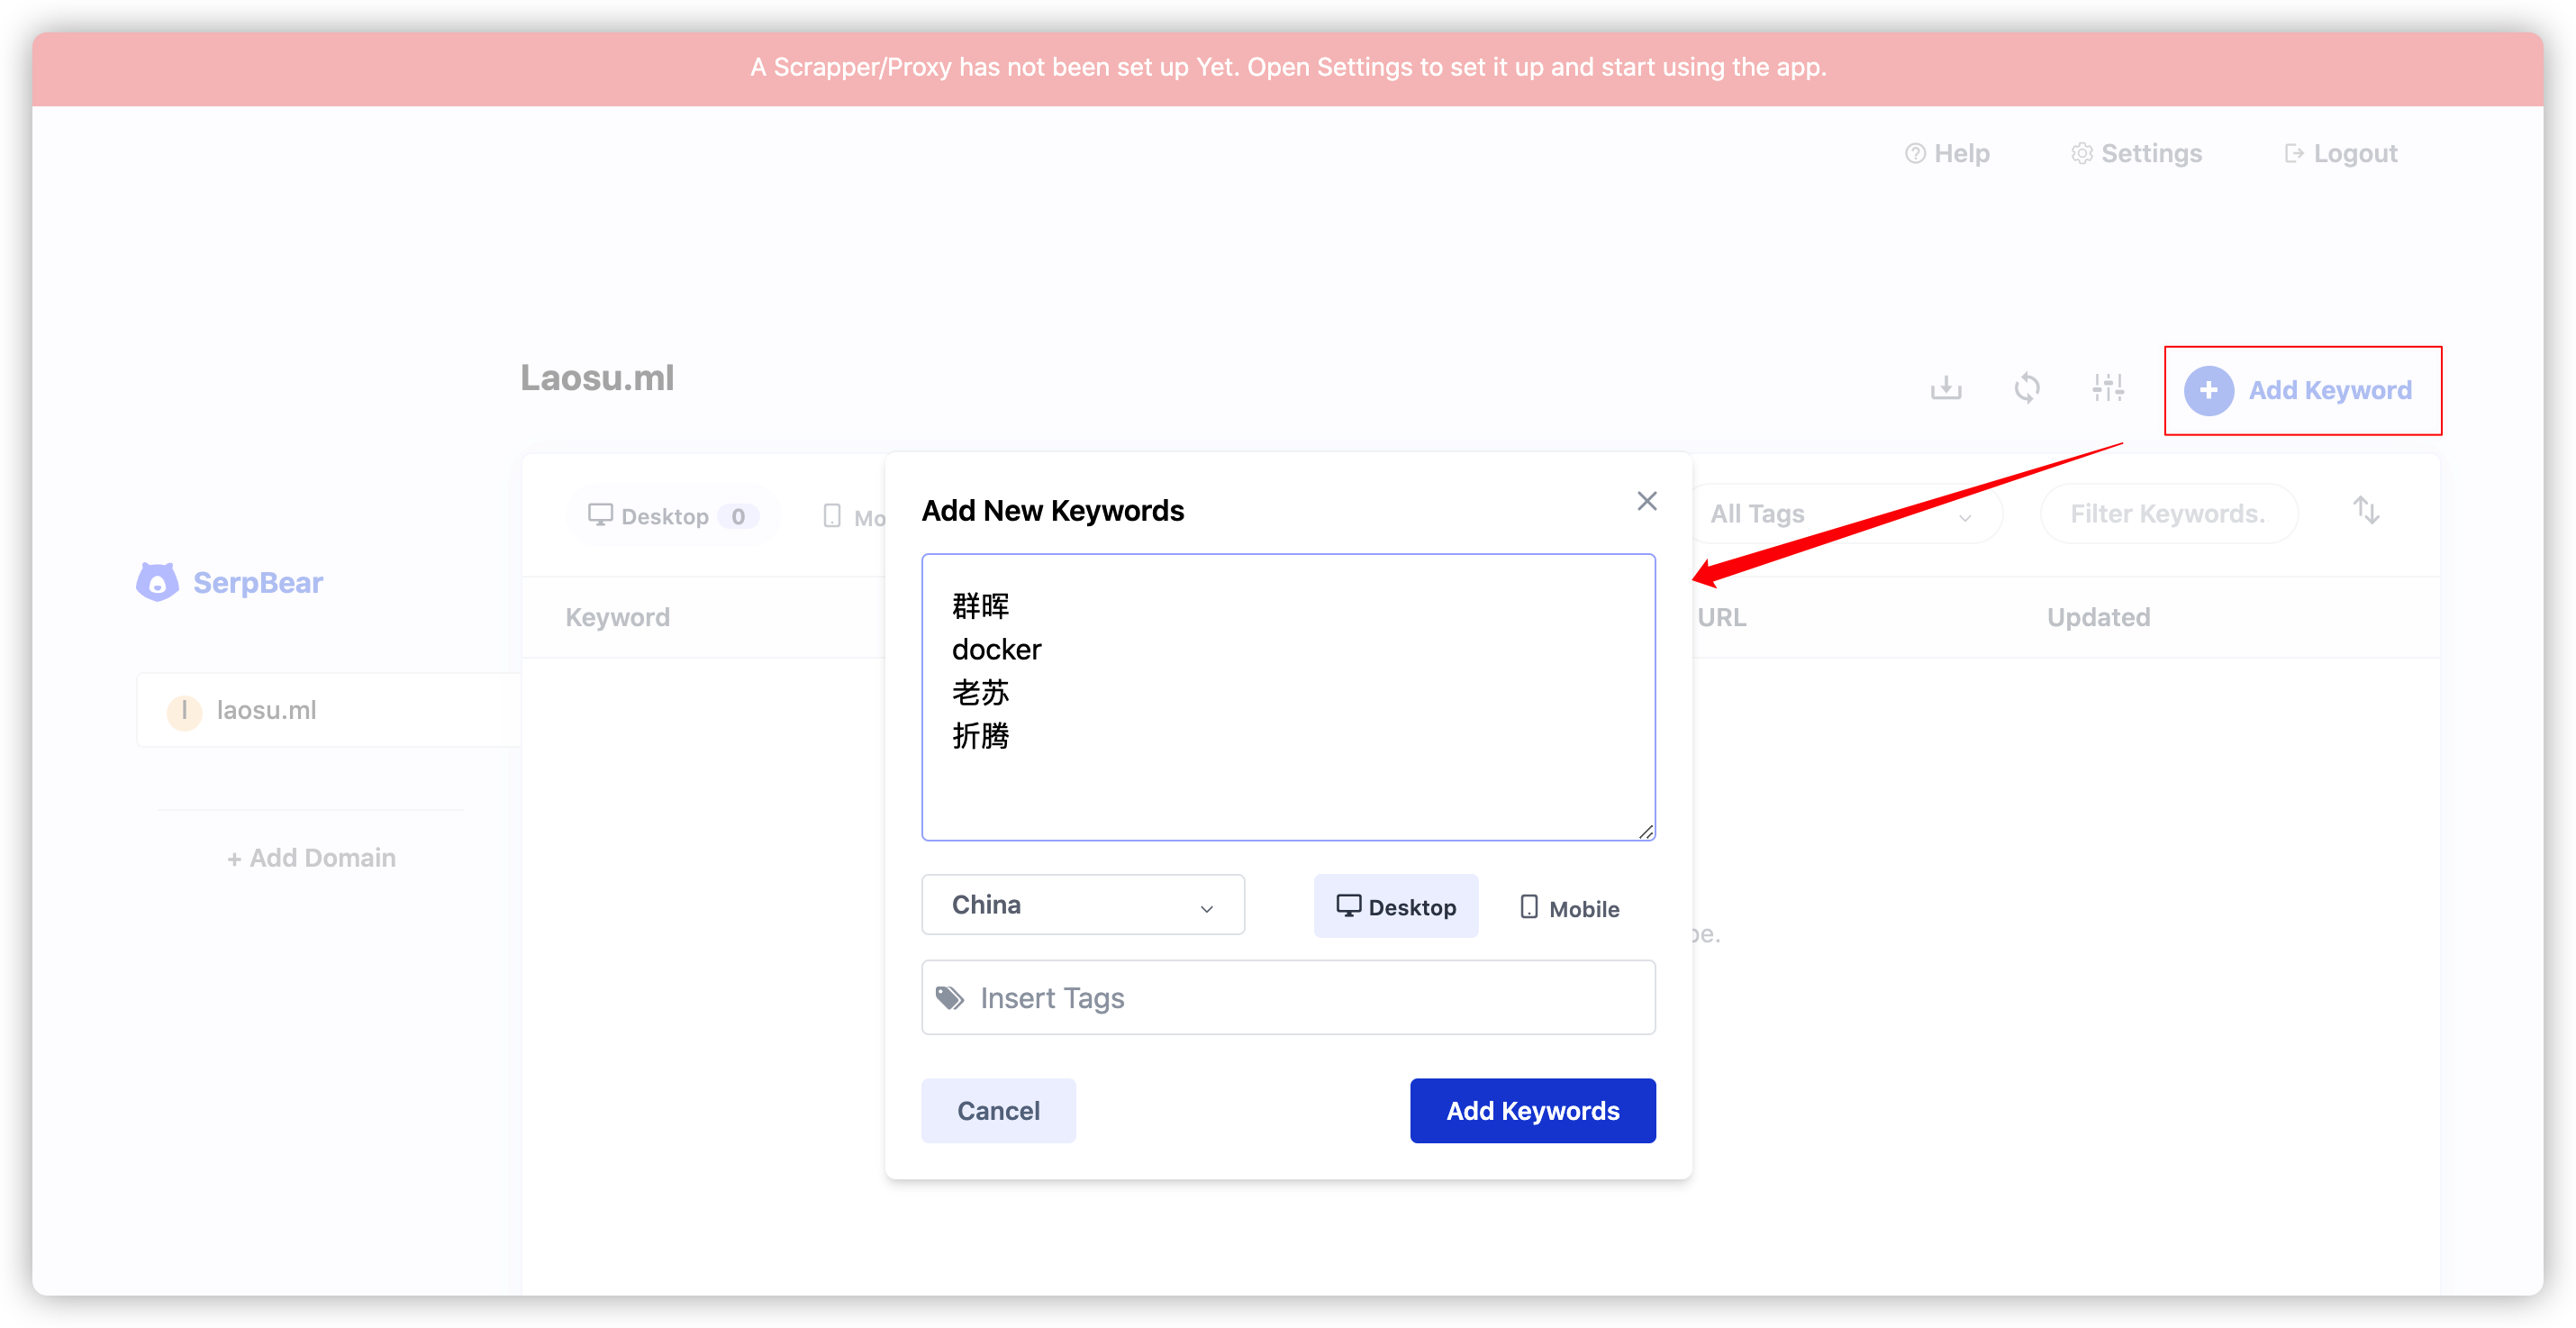 A Scrapper/Proxy has not been set up Yet. Open Settings to set it up and start using the app.
Help Settings Logout
Laosu.ml
Add Keyword
Add New Keywords
Desktop 0
All Tags
Filter Keywords.
SerpBear
Keyword
URL
Updated
群晖
docker
老苏
折腾
l laosu.ml
+ Add Domain
China
Desktop
Mobile
Insert Tags
Cancel
Add Keywords